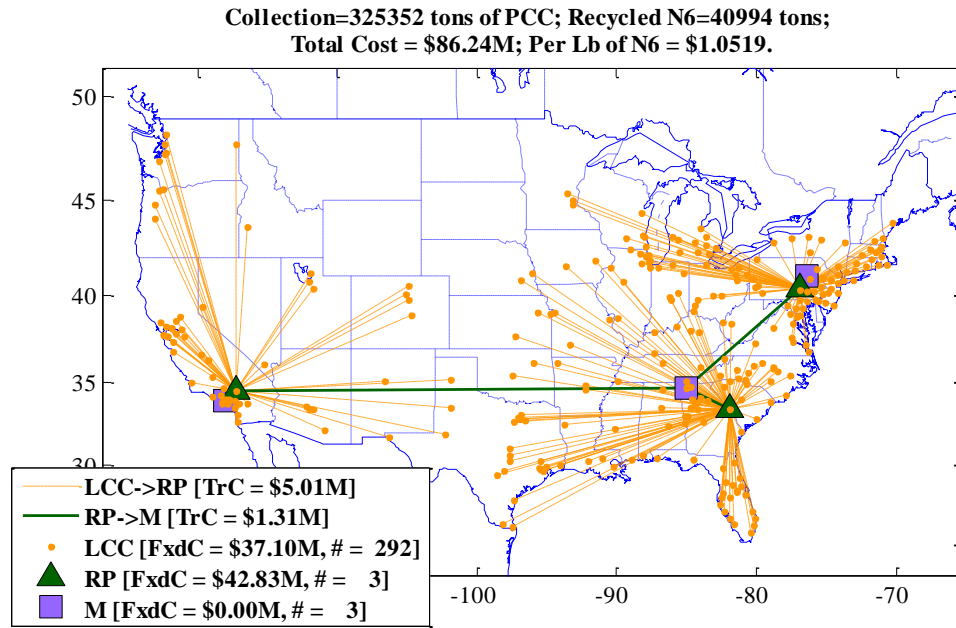 Collection=325352 tons of PCC; Recycled N6=40994 tons;
Total Cost = $86.24M; Per Lb of N6 = $1.0519.
50
45
40
35
30
LCC->RP [TrC = $5.01M]
RP->M [TrC = $1.31M]
LCC [FxdC = $37.10M, # = 292]
RP [FxdC = $42.83M, # = 3]
M [FxdC = $0.00M, # = 3]
-100
-90
-80
-70